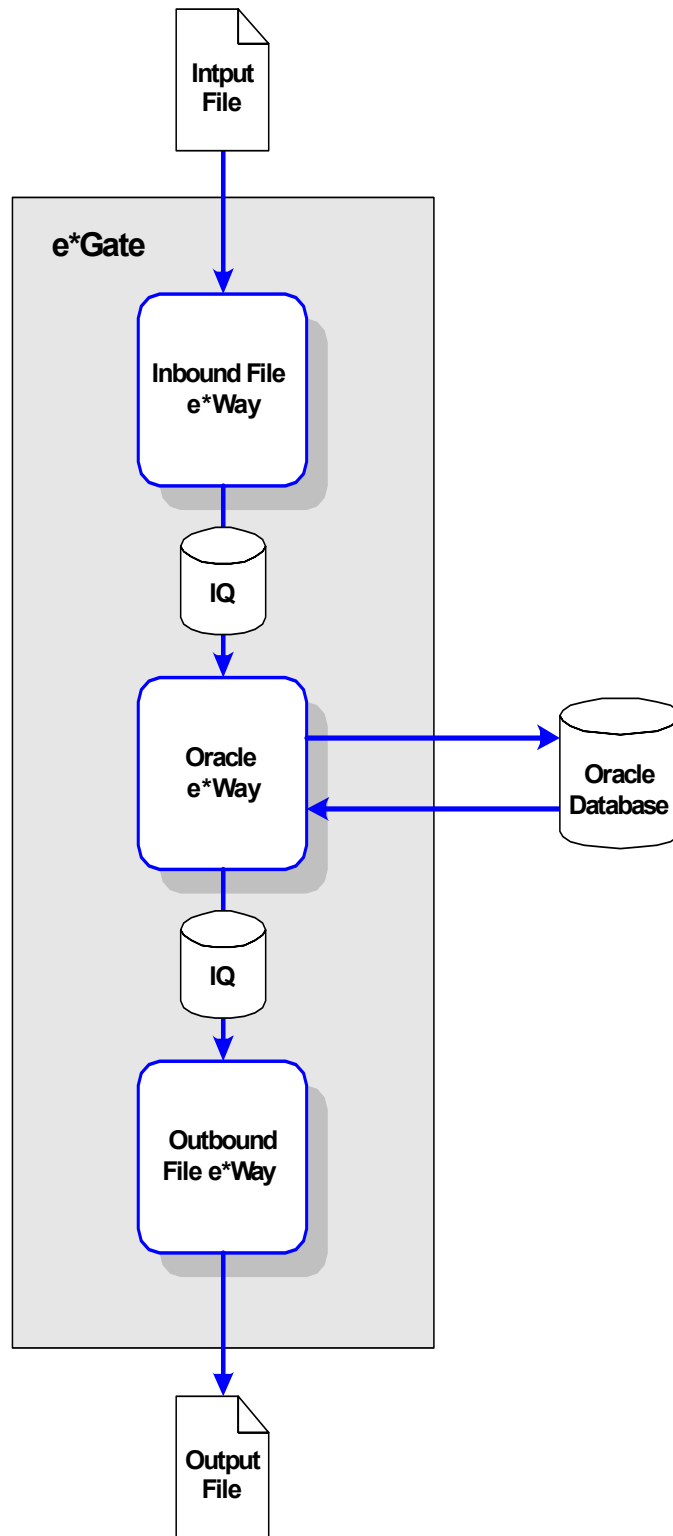 Intput
File
e*Gate
Inbound File
e*Way
IQ
Oracle
e*Way
Oracle
Database
IQ
Outbound
File e*Way
Output
File